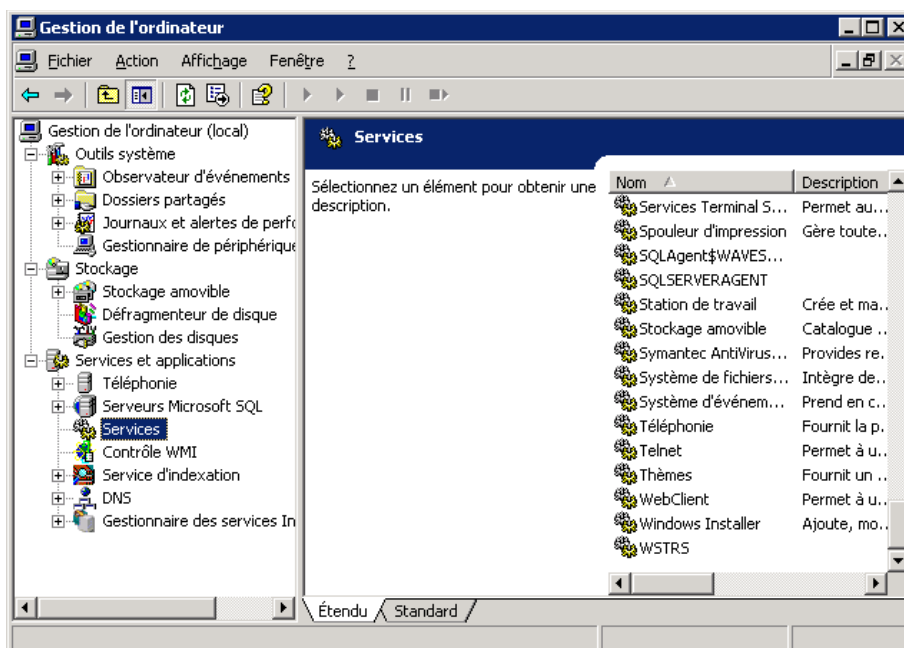 Gestion de l'ordinateur
Fichier Action Affichage Fenêtre ?
Gestion de l'ordinateur (local)
Outils système
Observateur d'événements
Dossiers partagés
Journaux et alertes de perfo
Gestionnaire de périphérique
Stockage
Stockage amovible
Défragmenteur de disque
Gestion des disques
Services et applications
Téléphonie
Serveurs Microsoft SQL
Services
Contrôle WMI
Service d'indexation
DNS
Gestionnaire des services In
Services
Sélectionnez un élément pour obtenir une
description.
Nom Description
Services Terminal S... Permet au...
Spouleur d'impression Gère toute..
SQLAgent$WAVES...
SQLSERVERAGENT
Station de travail Crée et ma..
Stockage amovible Catalogue ..
Symantec AntiVirus... Provides re.
Système de fichiers... Intègre de..
Système d'événem... Prend en c..
Téléphonie Fournit la p.
Telnet Permet à u..
Thèmes Fournit un ..
WebClient Permet à u..
Windows Installer Ajoute, mo..
WSTRS
Étendu Standard